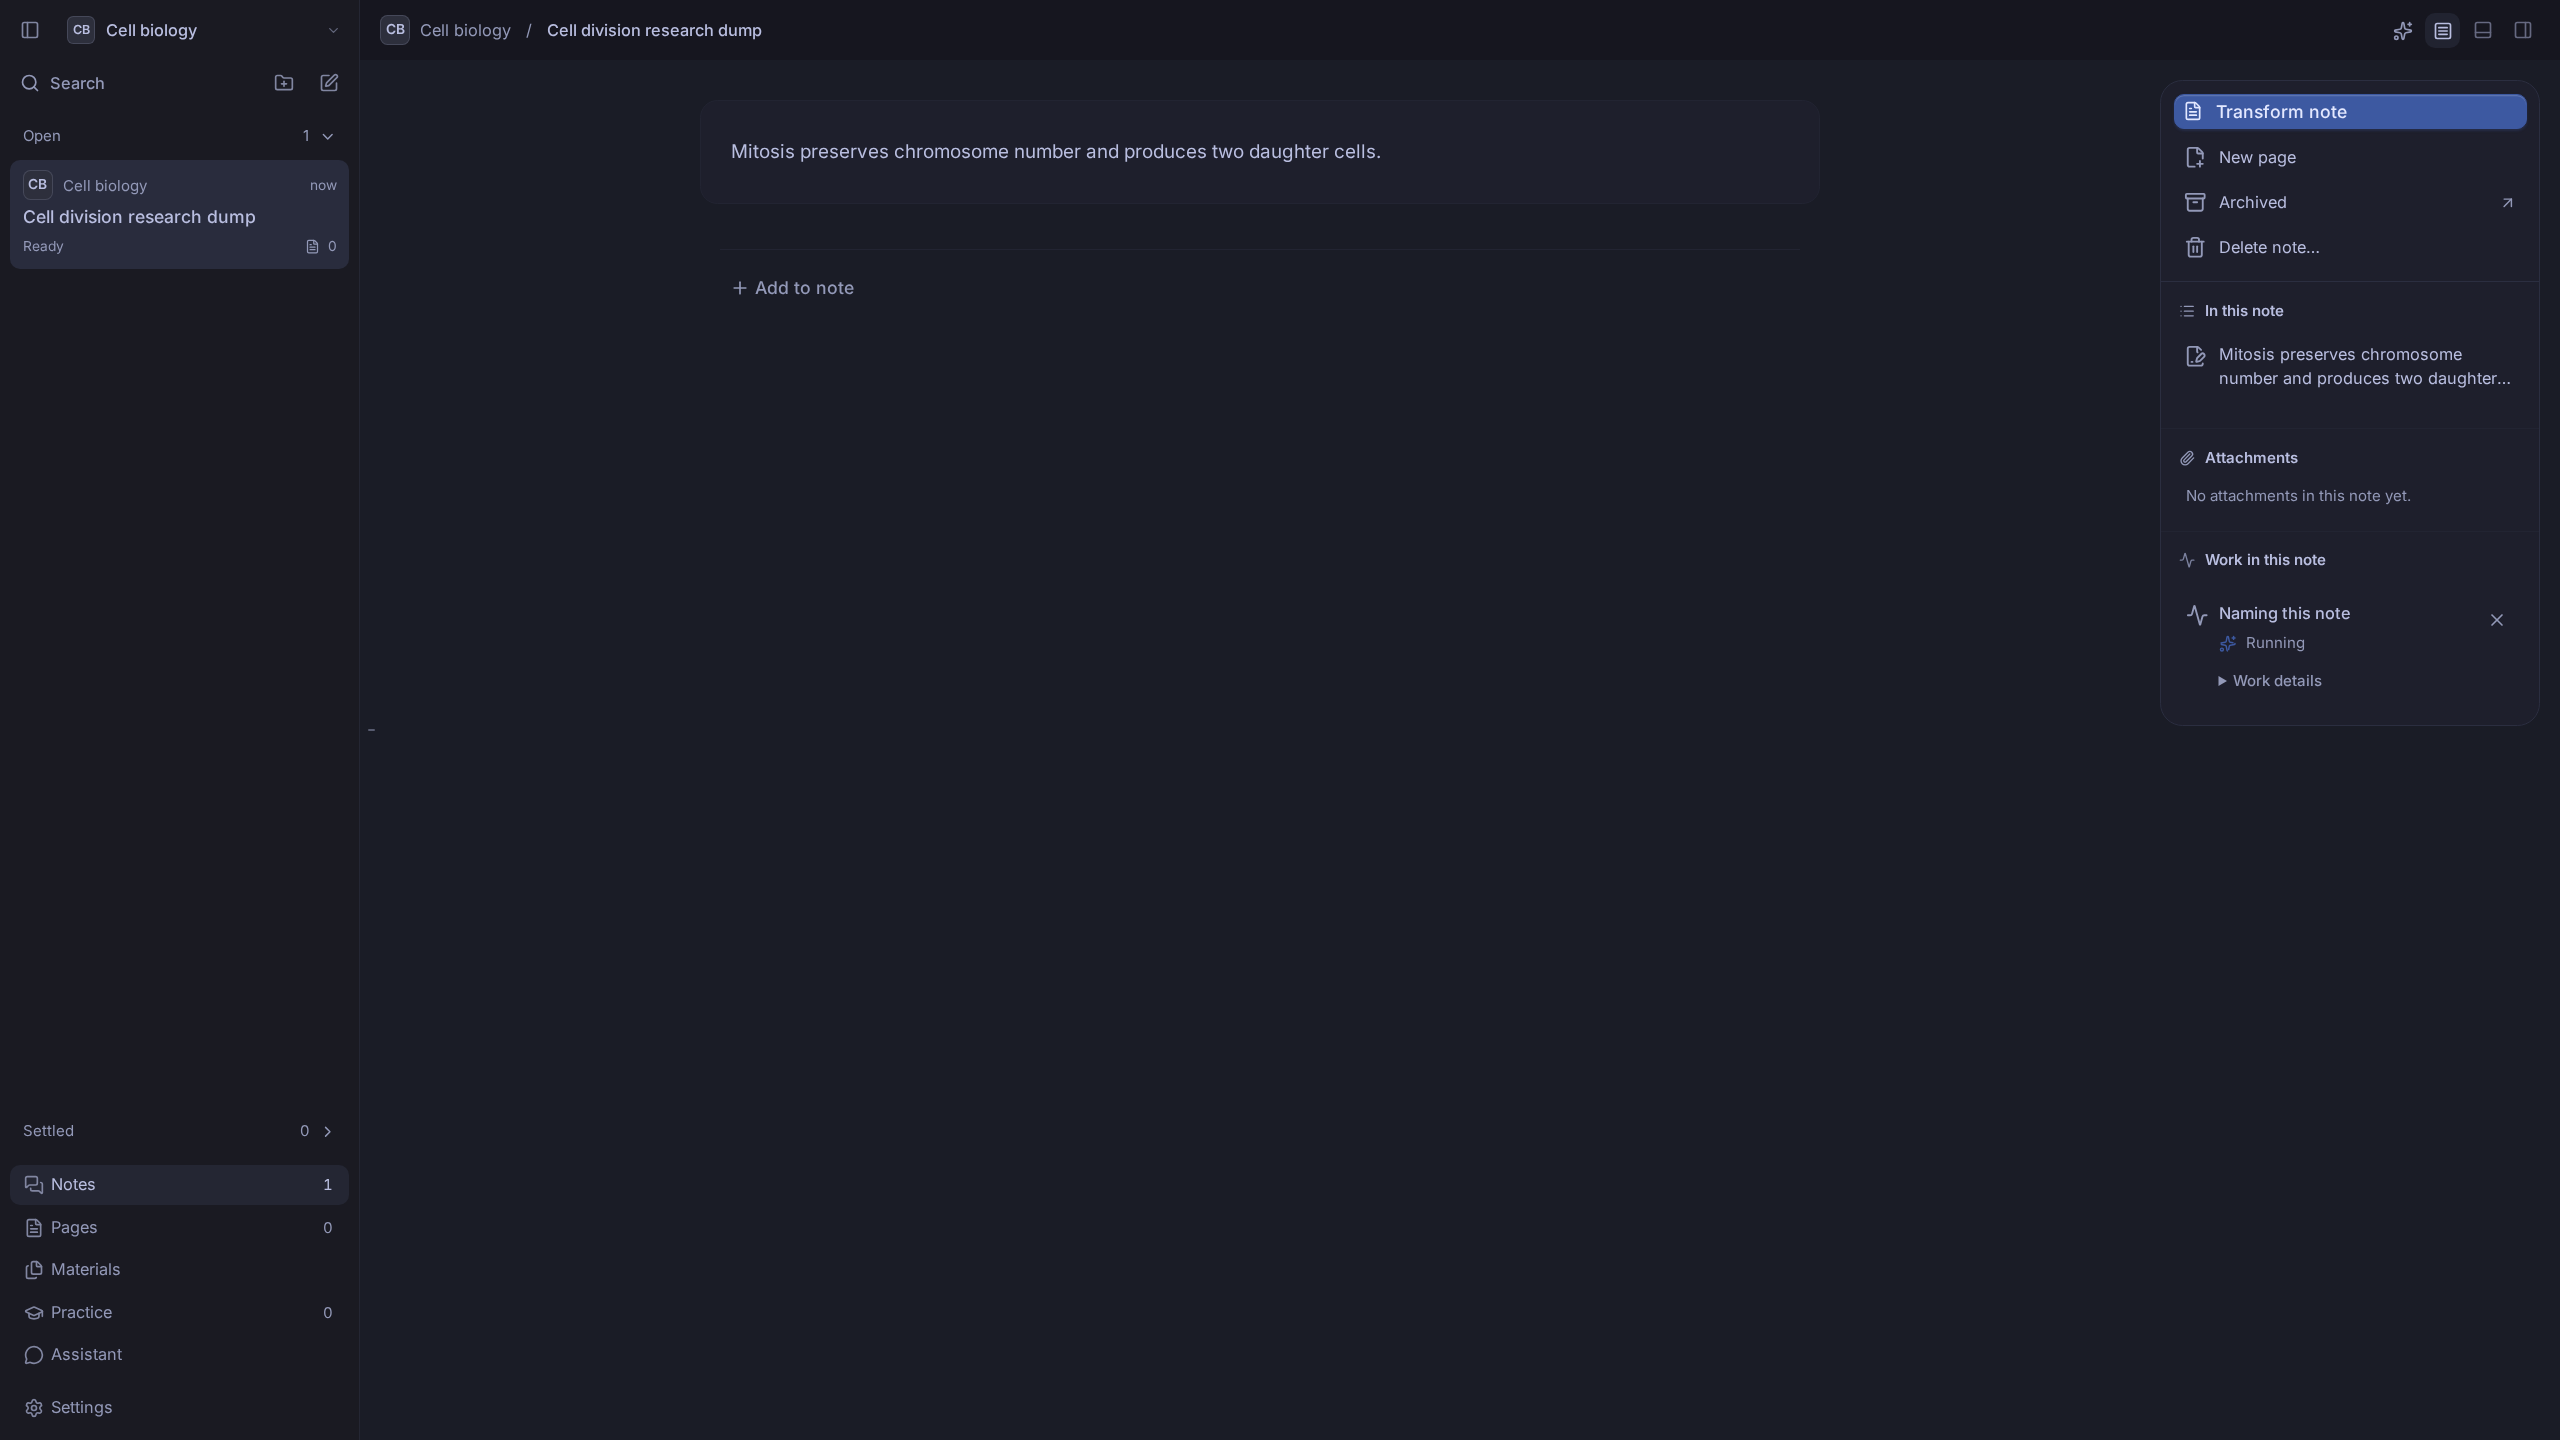 CB Cell biology
Search
Open 1
CB Cell biology now
Cell division research dump
Ready 0
Settled 0
Notes 1
Pages 0
Materials
Practice 0
Assistant
Settings
CB Cell biology / Cell division research dump
Mitosis preserves chromosome number and produces two daughter cells.
+ Add to note
Transform note
New page
Archived
Delete note...
In this note
Mitosis preserves chromosome
number and produces two daughter...
Attachments
No attachments in this note yet.
Work in this note
Naming this note
Running
Work details